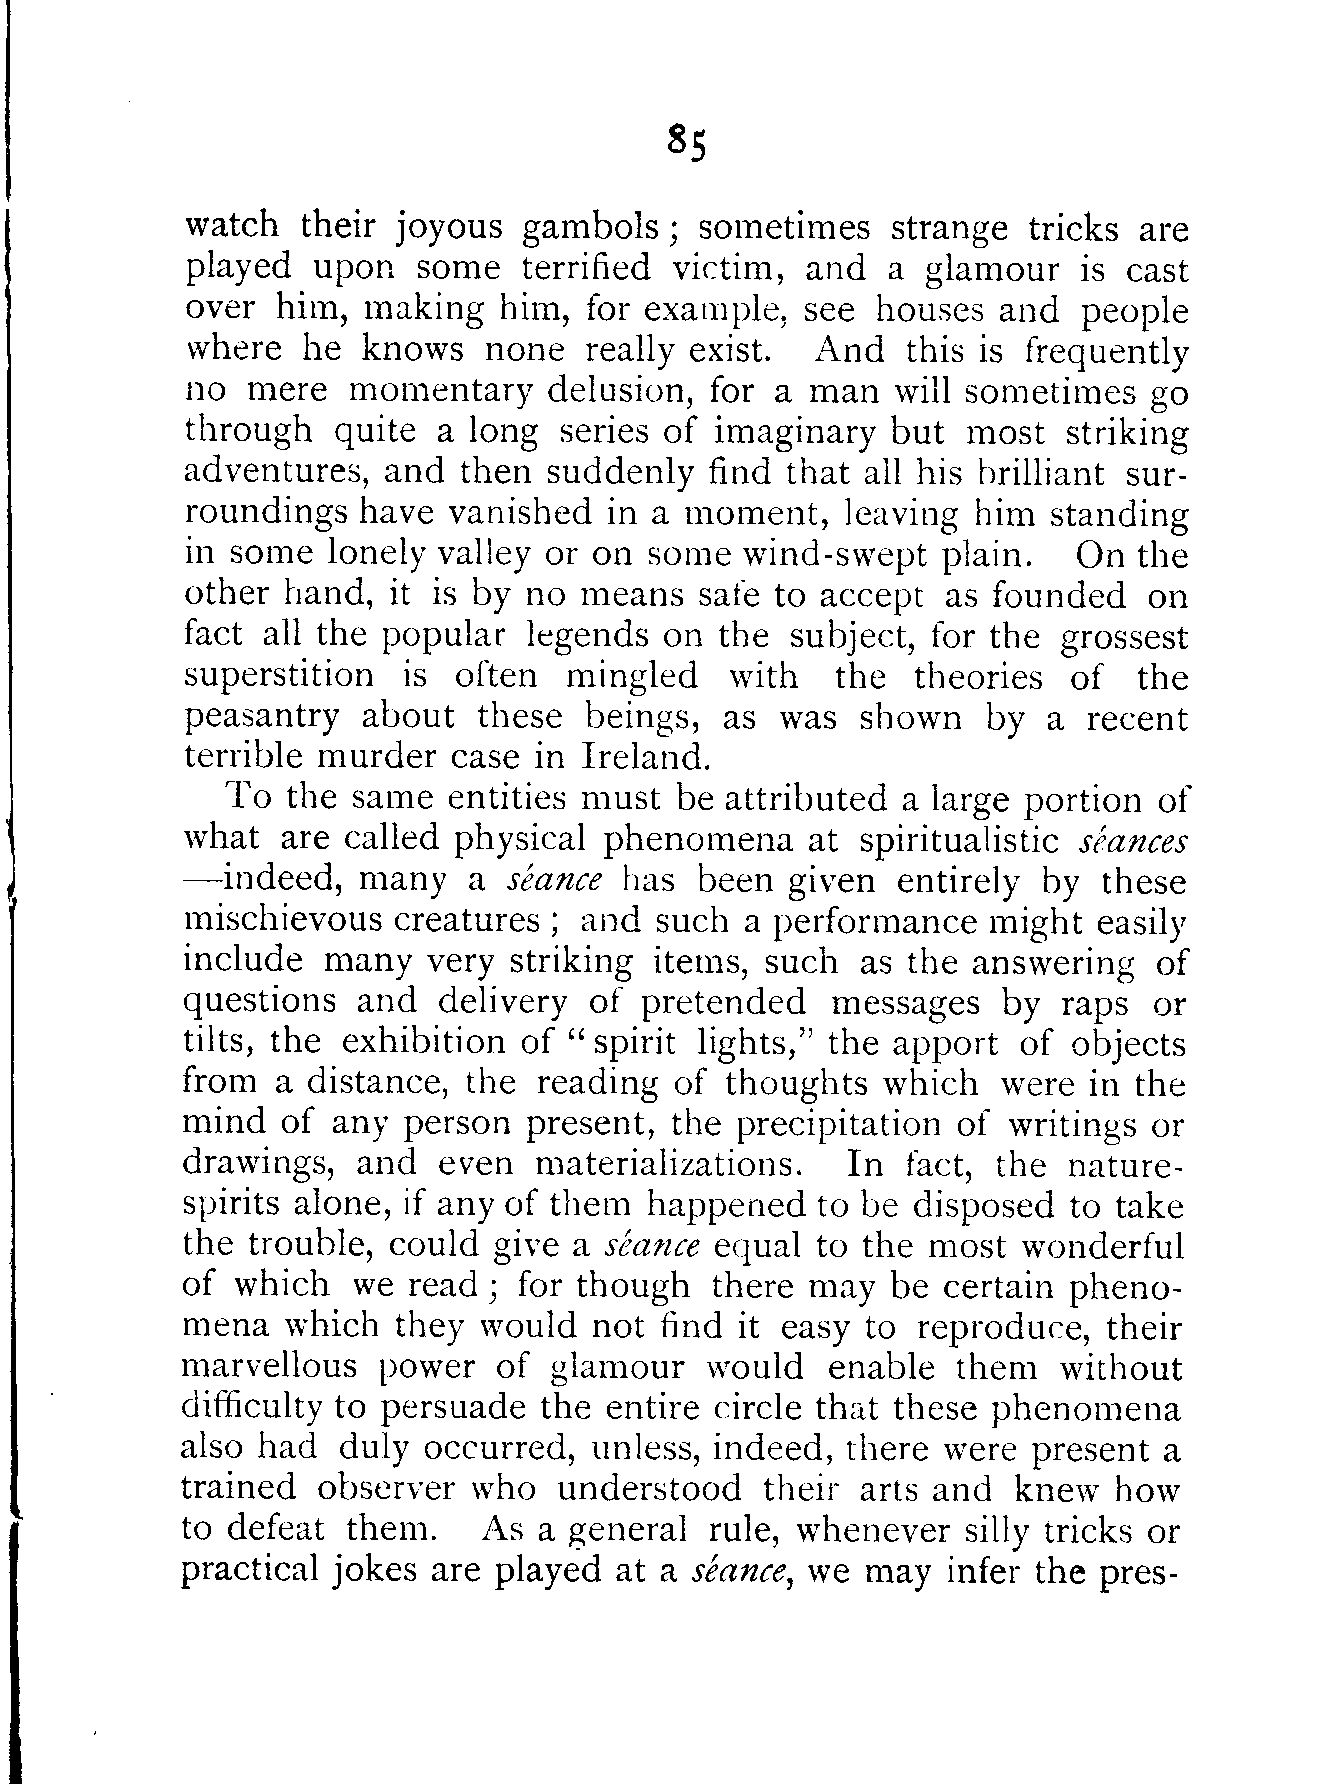 85
watch their joyous gambols ; sometimes strange tricks are
played upon some terrified victim, and a glamour is cast
over him, making him, for example, see houses and people
where he knows none really exist. And this is frequently
no mere momentary delusion, for a man will sometimes go
through quite a long series of imaginary but most striking
adventures, and then suddenly find that all his brilliant sur-
roundings have vanished in a moment, leaving him standing
in some lonely valley or on some wind-swept plain. On the
other hand, it is by no means safe to accept as founded on
fact all the popular legends on the subject, for the grossest
superstition is often mingled with the theories of the
peasantry about these beings, as was shown by a recent
terrible murder case in Ireland.
To the same entities must be attributed a large portion of
what are called physical phenomena at spiritualistic séances
—indeed, many a séance has been given entirely by these
mischievous creatures ; and such a performance might easily
include many very striking items, such as the answering of
questions and delivery of pretended messages by raps or
tilts, the exhibition of “ spirit lights,” the apport of objects
from a distance, the reading of thoughts which were in the
mind of any person present, the precipitation of writings or
drawings, and even materializations. In fact, the nature-
spirits alone, if any of them happened to be disposed to take
the trouble, could give a séance equal to the most wonderful
of which we read ; for though there may be certain pheno-
mena which they would not find it easy to reproduce, their
marvellous power of glamour would enable them without
difficulty to persuade the entire circle that these phenomena
also had duly occurred, unless, indeed, there were present a
trained observer who understood their arts and knew how
to defeat them. As a general rule, whenever silly tricks or
practical jokes are played at a séance, we may infer the pres-